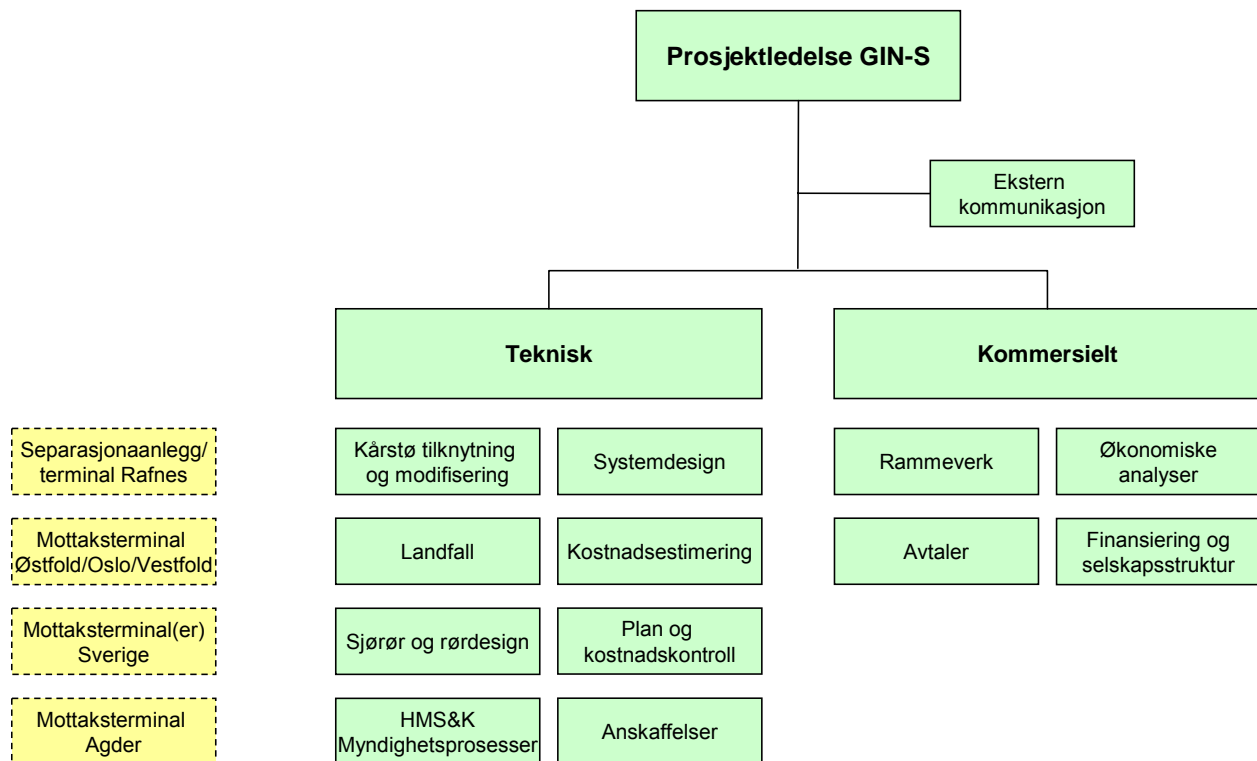 Prosjektledelse GIN-S
Ekstern
kommunikasjon
Teknisk
Kommersielt
Separasjonaanlegg/
terminal Rafnes
Kårstø tilknytning
og modifisering
Systemdesign
Rammeverk
Økonomiske
analyser
Mottaksterminal
Østfold/Oslo/Vestfold
Landfall
Kostnadsestimering
Avtaler
Finansiering og
selskapsstruktur
Mottaksterminal(er)
Sverige
Sjørør og rørdesign
Plan og
kostnadskontroll
Mottaksterminal
Agder
HMS&K
Myndighetsprosesser
Anskaffelser